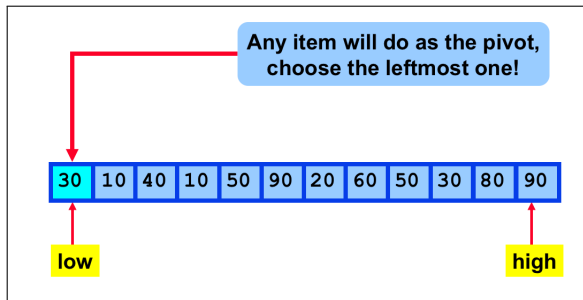 Any item will do as the pivot,
choose the leftmost one!
30 10 40 10 50 90 20 60 50 30 80 90
low high